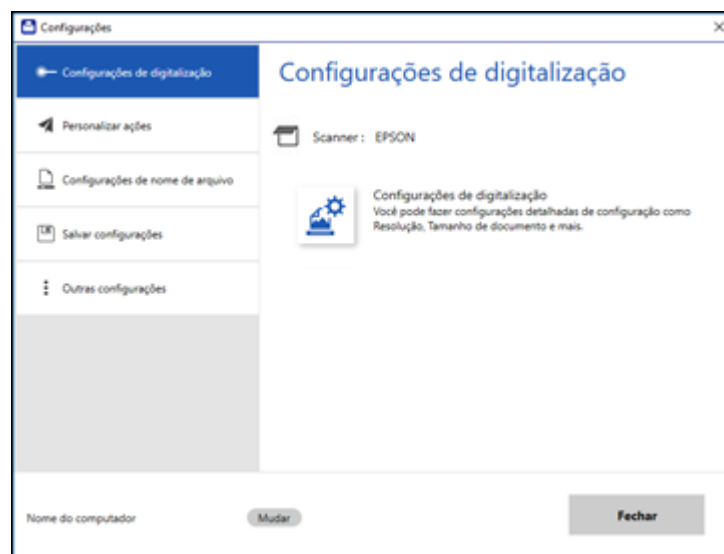 Configurações
Configurações de digitalização
Personalizar ações
Configurações de nome de arquivo
Salvar configurações
Outras configurações
Configurações de digitalização
Scanner : EPSON
Configurações de digitalização
Você pode fazer configurações detalhadas de configuração como
Resolução, Tamanho de documento e mais.
Nome do computador
Mudar
Fechar